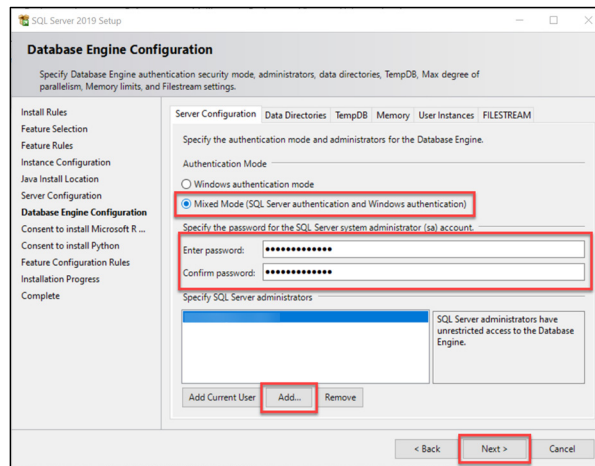 SQL Server 2019 Setup
Database Engine Configuration
Specify Database Engine authentication security mode, administrators, data directories, TempDB, Max degree of
parallelism, Memory limits, and Filestream settings.
Install Rules
Feature Selection
Feature Rules
Instance Configuration
Java Install Location
Server Configuration
Database Engine Configuration
Consent to install Microsoft R ...
Consent to install Python
Feature Configuration Rules
Installation Progress
Complete
Server Configuration Data Directories TempDB Memory User Instances FILESTREAM
Specify the authentication mode and administrators for the Database Engine.
Authentication Mode
Windows authentication mode
Mixed Mode (SQL Server authentication and Windows authentication)
Specify the password for the SQL Server system administrator (sa) account.
Enter password: •••••••••••••
Confirm password: •••••••••••••
Specify SQL Server administrators
SQL Server administrators have
unrestricted access to the Database
Engine.
Add Current User Add... Remove
< Back Next > Cancel